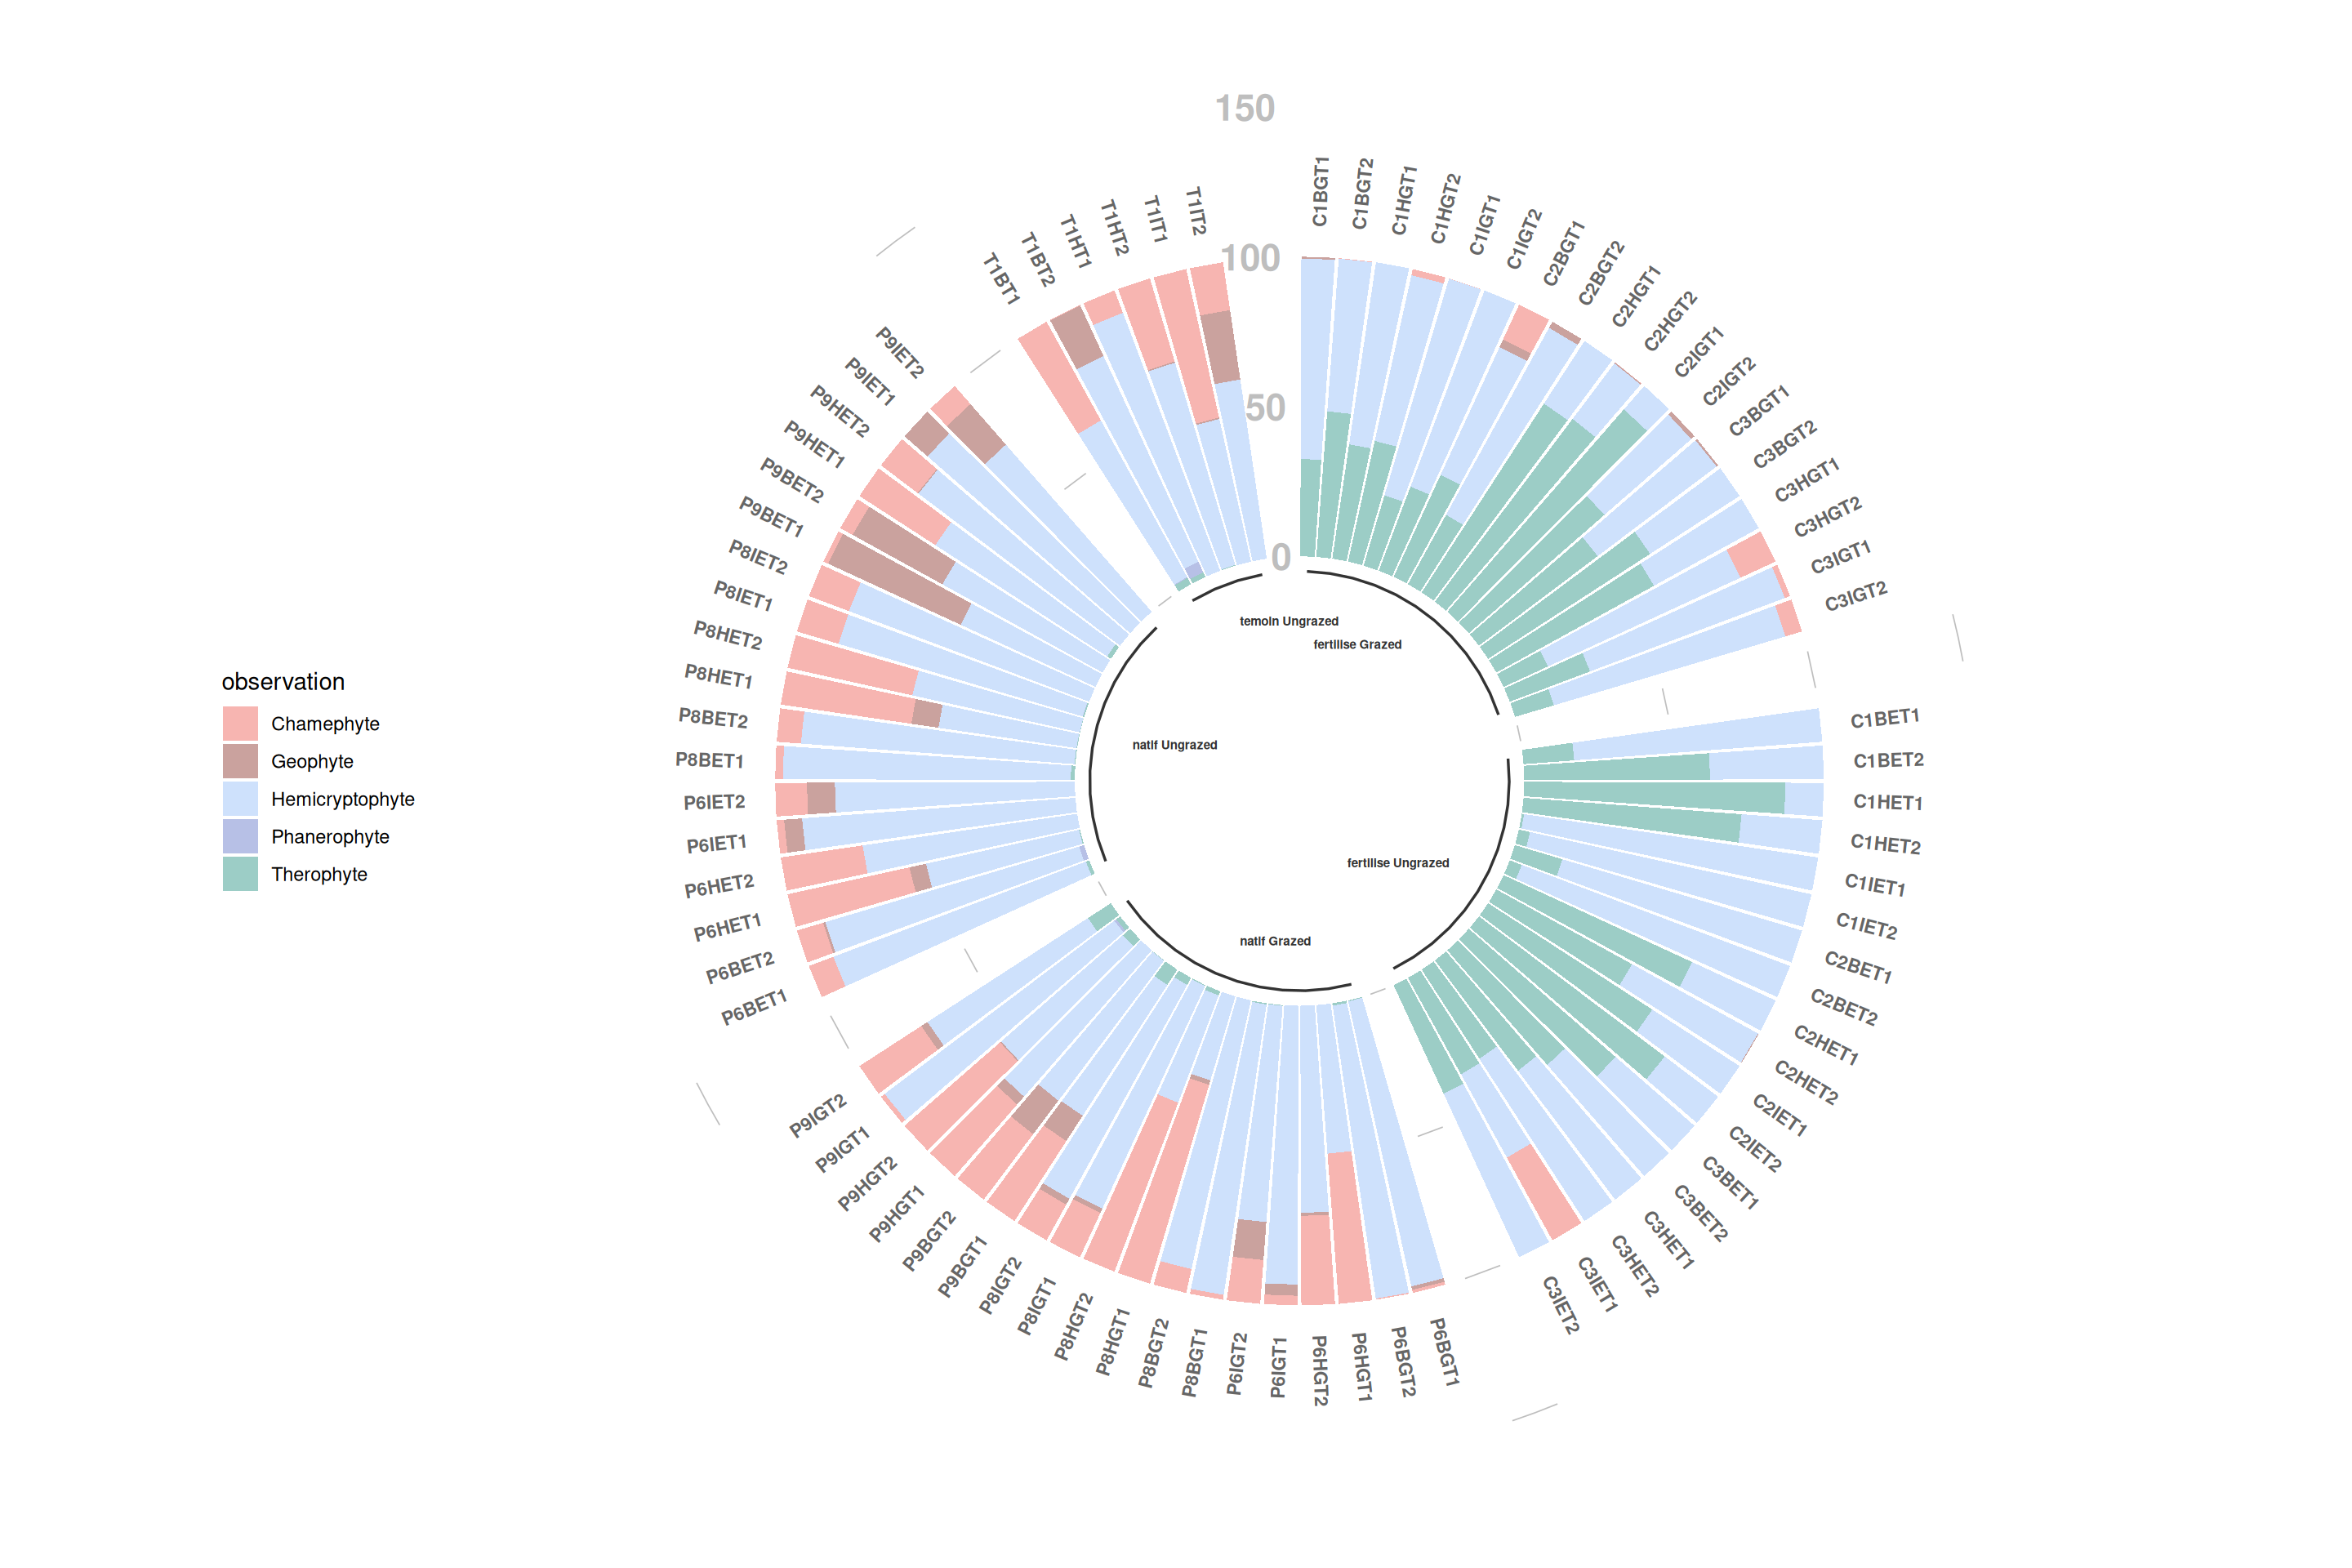 150
100
50
0
C1BGT1
C1BGT2
C1HGT1
C1HGT2
C1IGT1
C1IGT2
C2BGT1
C2BGT2
C2HGT1
C2HGT2
C2IGT1
C2IGT2
C3BGT1
C3BGT2
C3HGT1
C3HGT2
C3IGT1
C3IGT2
C1BET1
C1BET2
C1HET1
C1HET2
C1IET1
C1IET2
C2BET1
C2BET2
C2HET1
C2HET2
C2IET1
C2IET2
C3BET1
C3BET2
C3HET1
C3HET2
C3IET1
C3IET2
P6BGT1
P6BGT2
P6HGT1
P6HGT2
P6IGT1
P6IGT2
P8BGT1
P8BGT2
P8HGT1
P8HGT2
P8IGT1
P8IGT2
P9BGT1
P9BGT2
P9HGT1
P9HGT2
P9IGT1
P9IGT2
P6BET1
P6BET2
P6HET1
P6HET2
P6IET1
P6IET2
P8BET1
P8BET2
P8HET1
P8HET2
P8IET1
P8IET2
P9BET1
P9BET2
P9HET1
P9HET2
P9IET1
P9IET2
T1BT1
T1BT2
T1HT1
T1HT2
T1IT1
T1IT2
temoin Ungrazed
fertilise Grazed
natif Ungrazed
fertilise Ungrazed
natif Grazed
observation
Chamephyte
Geophyte
Hemicryptophyte
Phanerophyte
Therophyte